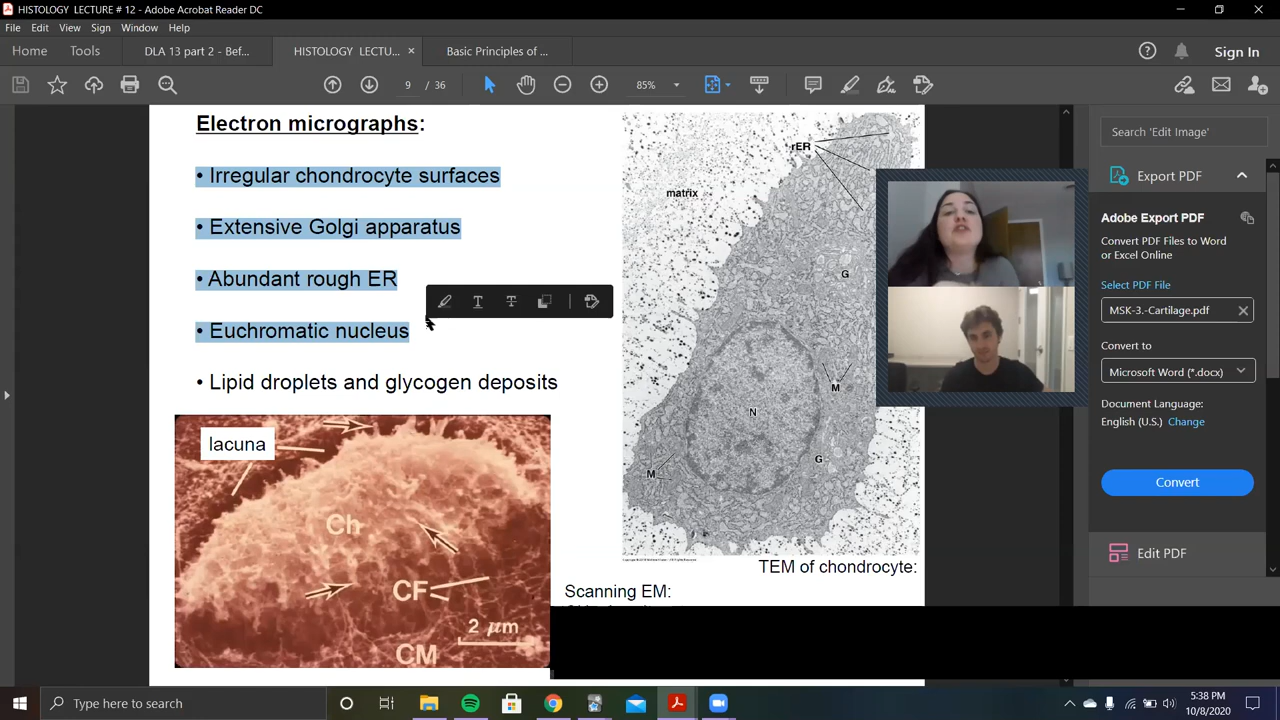 HISTOLOGY LECTURE # 12 - Adobe Acrobat Reader DC
File Edit View Sign Window Help
Home Tools DLA 13 part 2 - Bef... HISTOLOGY LECTU... × Basic Principles of ... Sign In
9 / 36 85%
Electron micrographs:
• Irregular chondrocyte surfaces
• Extensive Golgi apparatus
• Abundant rough ER
• Euchromatic nucleus
• Lipid droplets and glycogen deposits
lacuna
Ch
CF
2 μm
CM
rER
matrix
G
M
N
G
M
TEM of chondrocyte:
Scanning EM:
Search 'Edit Image'
Export PDF
Adobe Export PDF
Convert PDF Files to Word
or Excel Online
Select PDF File
MSK-3.-Cartilage.pdf
Convert to
Microsoft Word (*.docx)
Document Language:
English (U.S.) Change
Convert
Edit PDF
Type here to search
5:38 PM
10/8/2020